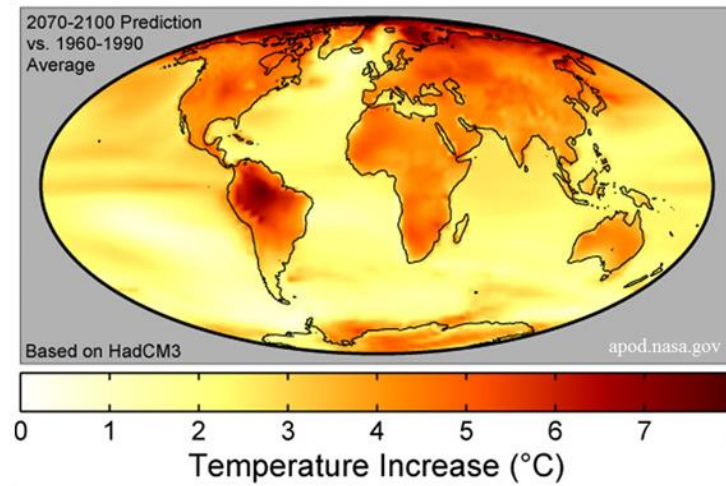 2070-2100 Prediction
vs. 1960-1990
Average
Based on HadCM3
apod.nasa.gov
0 1 2 3 4 5 6 7
Temperature Increase (°C)